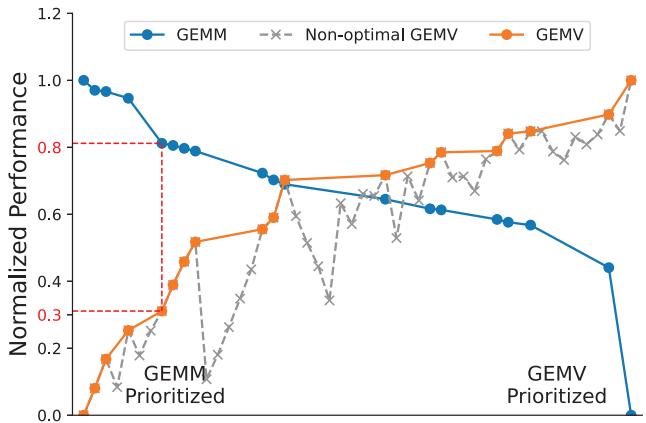 GEMM Non-optimal GEMV GEMV
Normalized Performance
1.2
1.0
0.8
0.6
0.4
0.3
0.2
0.0
GEMM
Prioritized
GEMV
Prioritized